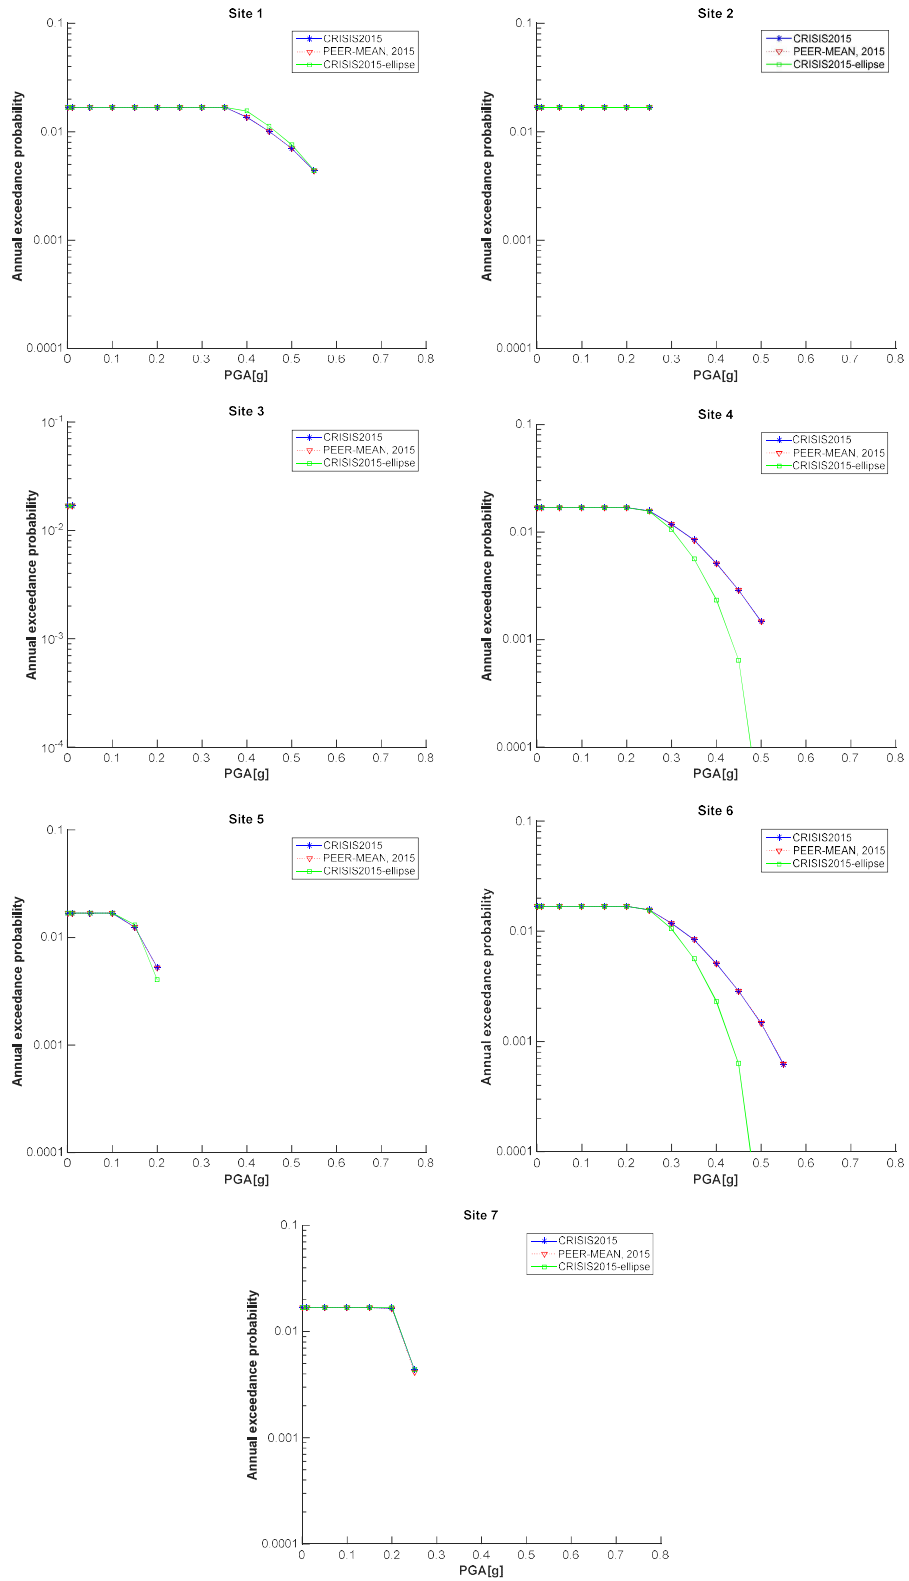 Site 1
CRISIS2015
PEER-MEAN, 2015
CRISIS2015-ellipse
0.1
0.01
0.001
0.0001
Annual exceedance probability
0 0.1 0.2 0.3 0.4 0.5 0.6 0.7 0.8
PGA[g]
Site 2
CRISIS2015
PEER-MEAN, 2015
CRISIS2015-ellipse
0.1
0.01
0.001
0.0001
Annual exceedance probability
0 0.1 0.2 0.3 0.4 0.5 0.6 0.7 0.8
PGA[g]
Site 3
CRISIS2015
PEER-MEAN, 2015
CRISIS2015-ellipse
10-1
10-2
10-3
10-4
Annual exceedance probability
0 0.1 0.2 0.3 0.4 0.5 0.6 0.7 0.8
PGA[g]
Site 4
CRISIS2015
PEER-MEAN, 2015
CRISIS2015-ellipse
0.1
0.01
0.001
0.0001
Annual exceedance probability
0 0.1 0.2 0.3 0.4 0.5 0.6 0.7 0.8
PGA[g]
Site 5
CRISIS2015
PEER-MEAN, 2015
CRISIS2015-ellipse
0.1
0.01
0.001
0.0001
Annual exceedance probability
0 0.1 0.2 0.3 0.4 0.5 0.6 0.7 0.8
PGA[g]
Site 6
CRISIS2015
PEER-MEAN, 2015
CRISIS2015-ellipse
0.1
0.01
0.001
0.0001
Annual exceedance probability
0 0.1 0.2 0.3 0.4 0.5 0.6 0.7 0.8
PGA[g]
Site 7
CRISIS2015
PEER-MEAN, 2015
CRISIS2015-ellipse
0.1
0.01
0.001
0.0001
Annual exceedance probability
0 0.1 0.2 0.3 0.4 0.5 0.6 0.7 0.8
PGA[g]